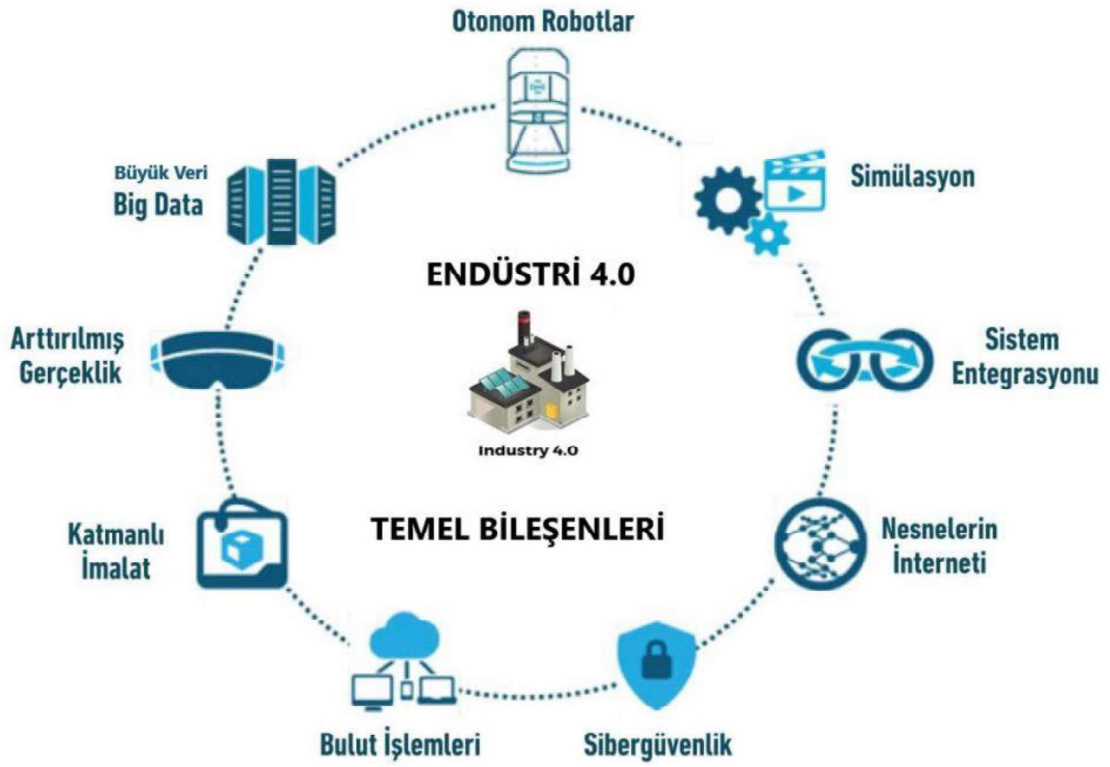 Otonom Robotlar
Büyük Veri
Big Data
Simülasyon
ENDÜSTRİ 4.0
Arttırılmış
Gerçeklik
Sistem
Entegrasyonu
Industry 4.0
TEMEL BİLEŞENLERİ
Katmanlı
İmalat
Nesnelerin
İnterneti
Bulut İşlemleri
Sibergüvenlik